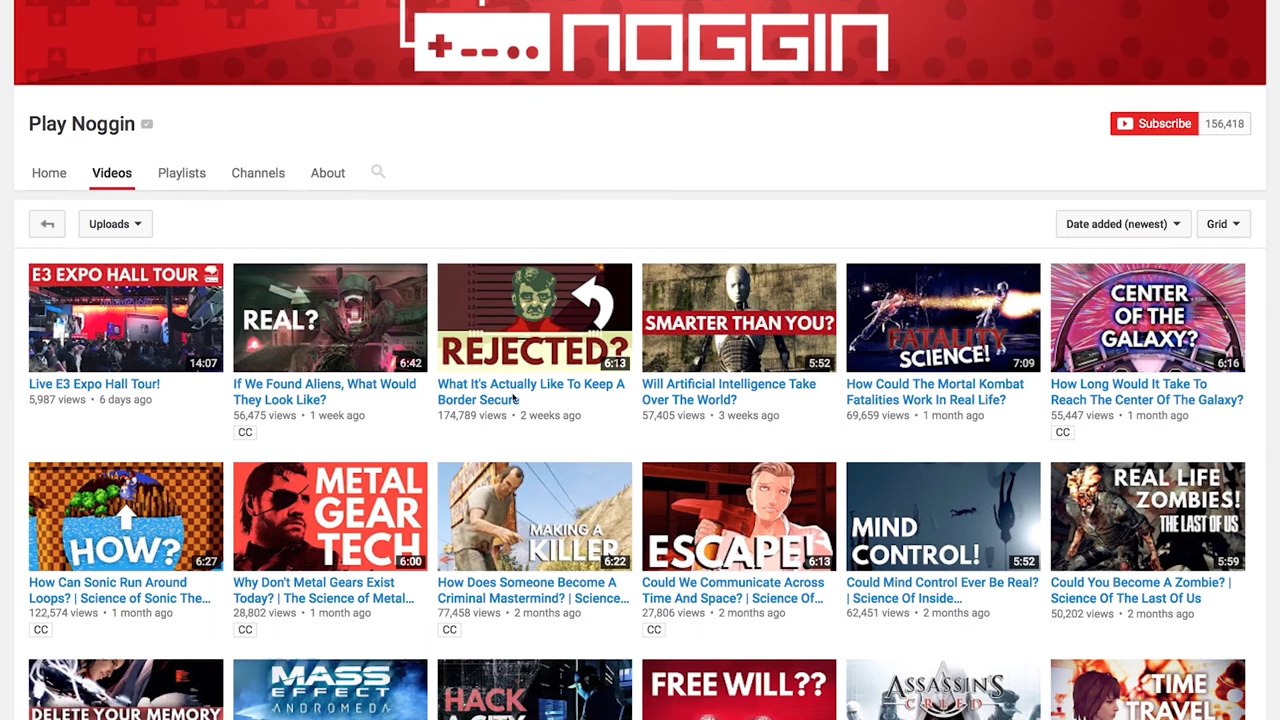 NOGGIN
Play Noggin
Subscribe 156,418
Home Videos Playlists Channels About
Uploads Date added (newest) Grid
E3 EXPO HALL TOUR
14:07
REAL?
6:42
REJECTED?
6:13
SMARTER THAN YOU?
5:52
FATALITY
SCIENCE!
7:09
CENTER
OF THE
GALAXY?
6:16
Live E3 Expo Hall Tour!
5,987 views • 6 days ago
If We Found Aliens, What Would
They Look Like?
56,475 views • 1 week ago
CC
What It's Actually Like To Keep A
Border Secure
174,789 views • 2 weeks ago
Will Artificial Intelligence Take
Over The World?
57,405 views • 3 weeks ago
How Could The Mortal Kombat
Fatalities Work In Real Life?
69,659 views • 1 month ago
How Long Would It Take To
Reach The Center Of The Galaxy?
55,447 views • 1 month ago
CC
HOW?
6:27
METAL
GEAR
TECH
6:00
MAKING A
KILLER
6:22
ESCAPE!
6:13
MIND
CONTROL!
5:52
REAL LIFE
ZOMBIES!
THE LAST OF US
5:59
How Can Sonic Run Around
Loops? | Science of Sonic The...
122,574 views • 1 month ago
CC
Why Don't Metal Gears Exist
Today? | The Science of Metal...
28,802 views • 1 month ago
CC
How Does Someone Become A
Criminal Mastermind? | Science...
77,458 views • 2 months ago
CC
Could We Communicate Across
Time And Space? | Science Of...
27,806 views • 2 months ago
CC
Could Mind Control Ever Be Real?
| Science Of Inside...
62,451 views • 2 months ago
Could You Become A Zombie? |
Science Of The Last Of Us
50,202 views • 2 months ago
DELETE YOUR MEMORY
MASS
EFFECT
ANDROMEDA
HACK
A CITY
FREE WILL??
ASSASSIN'S
CREED
TIME
TRAVEL